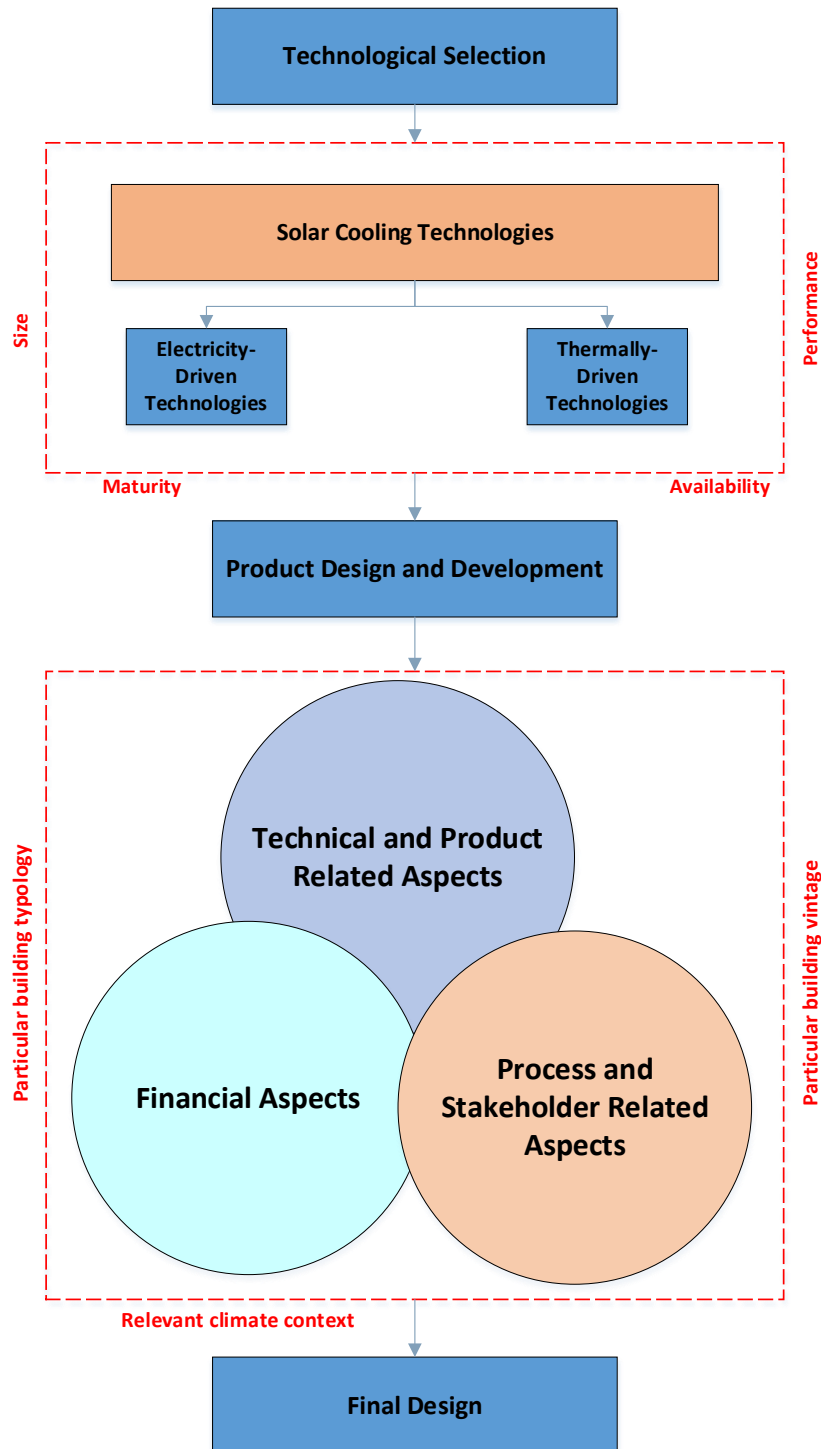 Technological Selection
Solar Cooling Technologies
Size
Performance
Electricity-
Driven
Technologies
Thermally-
Driven
Technologies
Maturity
Availability
Product Design and Development
Technical and Product
Related Aspects
Particular building typology
Particular building vintage
Financial Aspects
Process and
Stakeholder Related
Aspects
Relevant climate context
Final Design